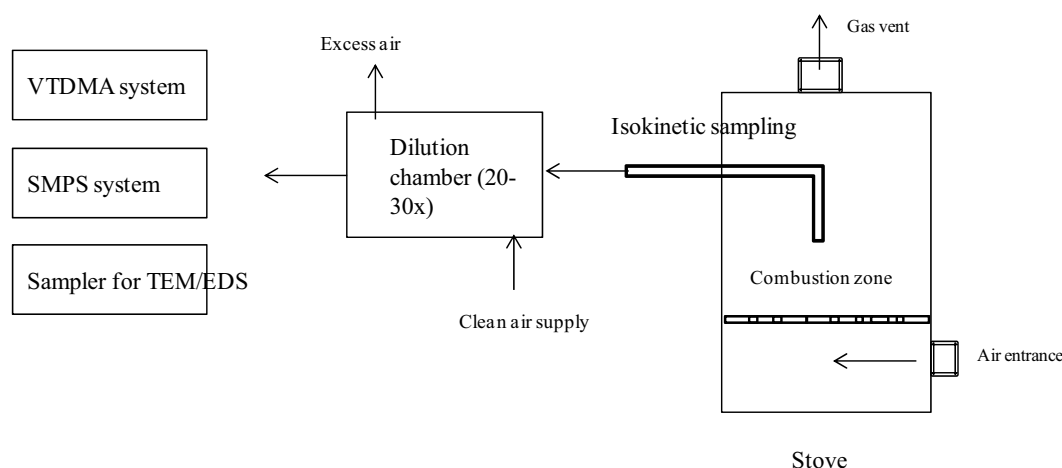 Gas vent
Excess air
VTDMA system
Isokinetic sampling
Dilution
chamber (20-
30x)
SMPS system
Sampler for TEM/EDS
Combustion zone
Clean air supply
Air entrance
Stove